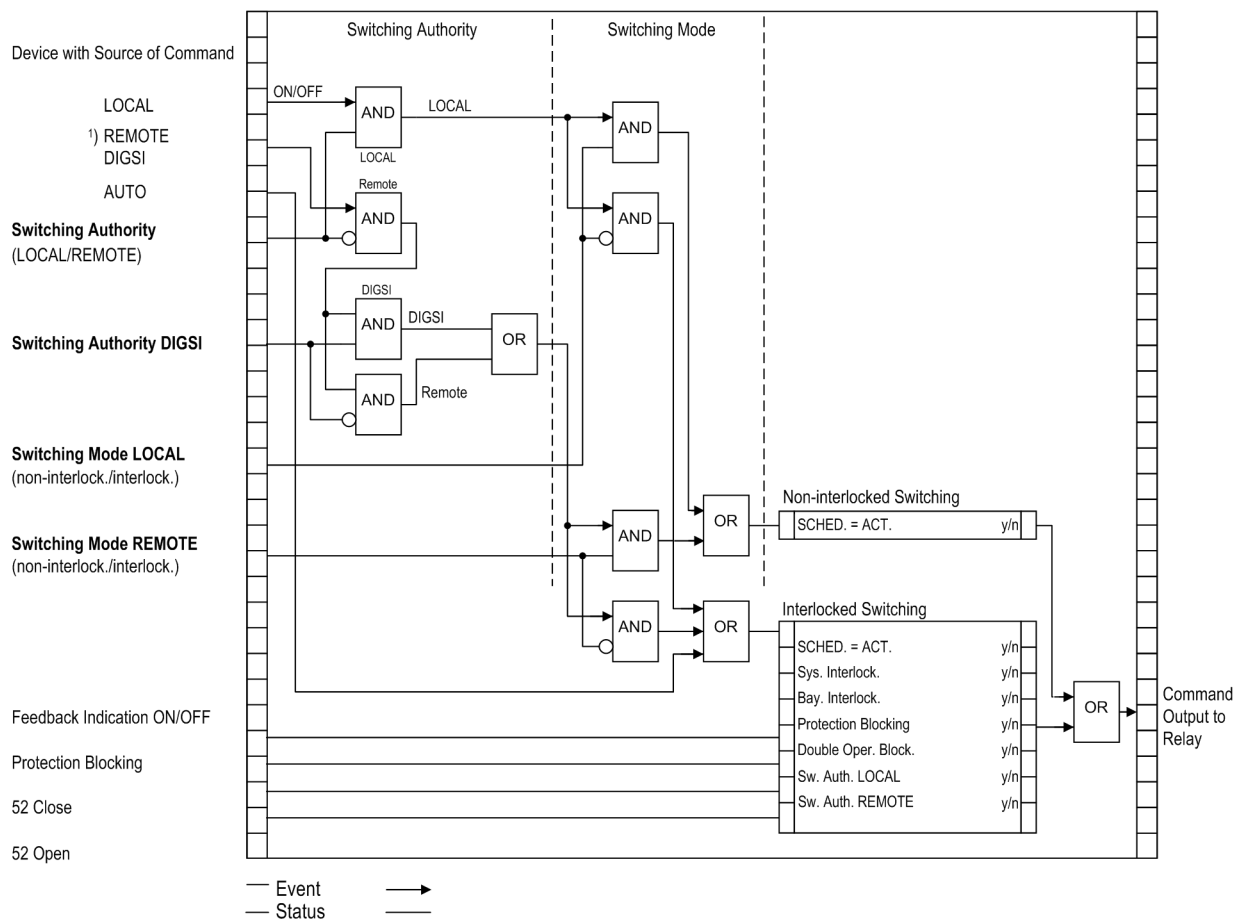 Switching Authority
Switching Mode
Device with Source of Command
ON/OFF
LOCAL
LOCAL
AND
AND
LOCAL
¹) REMOTE
DIGSI
AUTO
Remote
AND
AND
Switching Authority
(LOCAL/REMOTE)
DIGSI
AND
DIGSI
OR
Switching Authority DIGSI
AND
Remote
Switching Mode LOCAL
(non-interlock./interlock.)
Switching Mode REMOTE
(non-interlock./interlock.)
AND
OR
Non-interlocked Switching
SCHED. = ACT. y/n
AND
OR
Interlocked Switching
SCHED. = ACT. y/n
Sys. Interlock. y/n
Bay. Interlock. y/n
Protection Blocking y/n
Double Oper. Block. y/n
Sw. Auth. LOCAL y/n
Sw. Auth. REMOTE y/n
OR
Command
Output to
Relay
Feedback Indication ON/OFF
Protection Blocking
52 Close
52 Open
Event
Status